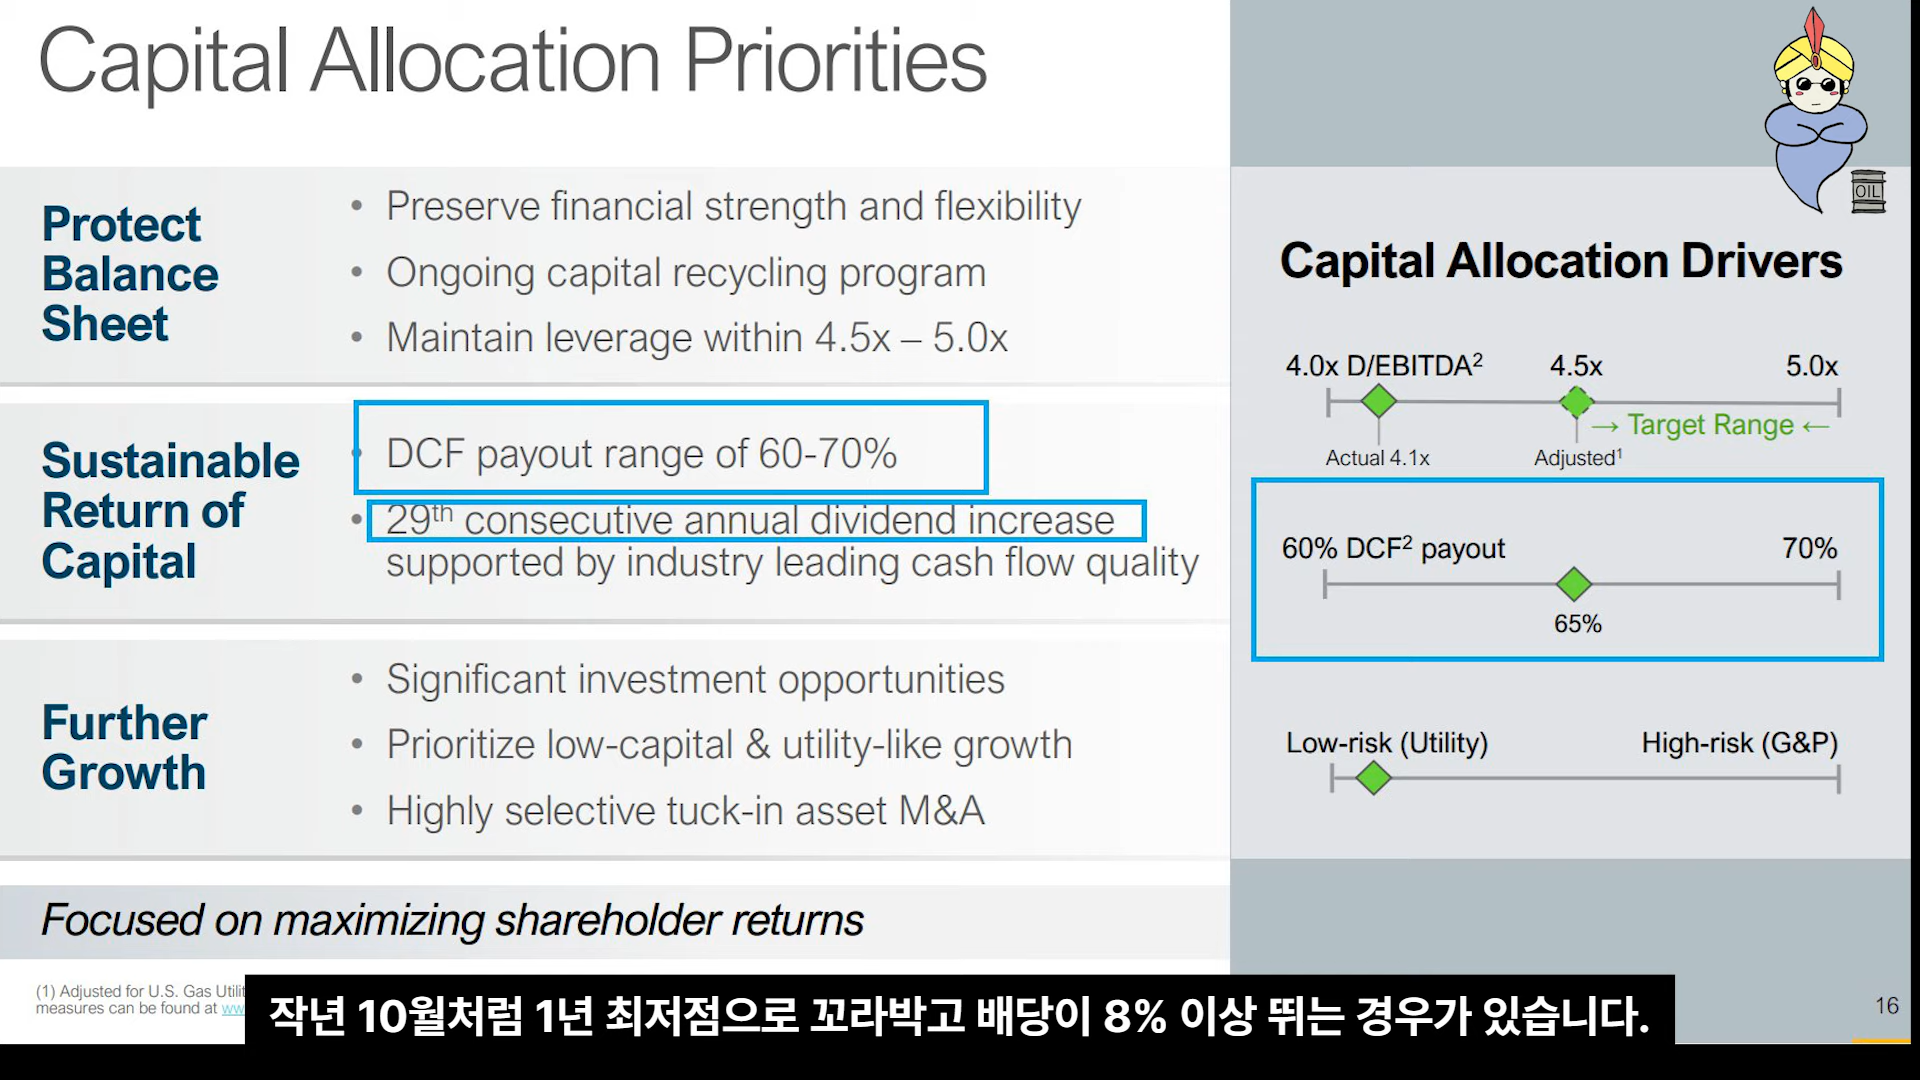 Capital Allocation Priorities
OIL
Protect
Balance
Sheet
• Preserve financial strength and flexibility
• Ongoing capital recycling program
• Maintain leverage within 4.5x – 5.0x
Sustainable
Return of
Capital
• DCF payout range of 60-70%
• 29th consecutive annual dividend increase
supported by industry leading cash flow quality
Further
Growth
• Significant investment opportunities
• Prioritize low-capital & utility-like growth
• Highly selective tuck-in asset M&A
Focused on maximizing shareholder returns
Capital Allocation Drivers
4.0x D/EBITDA² 4.5x 5.0x
→ Target Range ←
Actual 4.1x Adjusted¹
60% DCF² payout 70%
65%
Low-risk (Utility) High-risk (G&P)
(1) Adjusted for U.S. Gas
measures can be found at
16
작년 10월처럼 1년 최저점으로 꼬라박고 배당이 8% 이상 뛰는 경우가 있습니다.